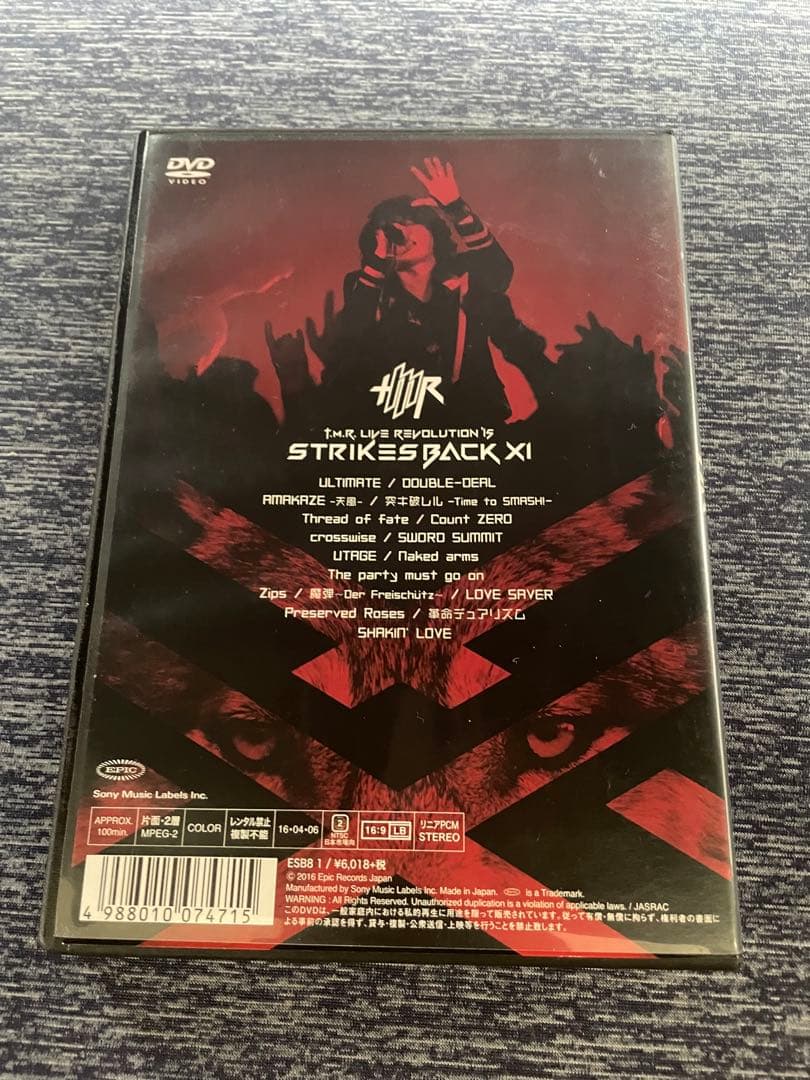 DVD
VIDEO
T.M.R. LIVE REVOLUTION '15
STRIKES BACK XI
ULTIMATE / DOUBLE-DEAL
AMAKAZE -天風- / 突キ破レル -Time to SMASH!-
Thread of fate / Count ZERO
crosswise / SWORD SUMMIT
UTAGE / Naked arms
The party must go on
Zips / 魔弾~Der Freischütz~ / LOVE SAVER
Preserved Roses / 革命デュアリズム
SHAKIN' LOVE
EPIC
Sony Music Labels Inc.
APPROX. 100min.
片面・2層 MPEG-2
COLOR
レンタル禁止 複製不能
16・04・06
2 NTSC 日本市場向
16:9 LB
リニアPCM STEREO
ESB8 1 / ¥6,018+税
© 2016 Epic Records Japan
Manufactured by Sony Music Labels Inc. Made in Japan. EPIC is a Trademark.
WARNING : All Rights Reserved. Unauthorized duplication is a violation of applicable laws. / JASRAC
このDVDは、一般家庭内における私的再生に用途を限って販売されています。従って有償・無償に拘らず、権利者の書面に
よる事前の承認を得ず、貸与・複製・公衆送信・上映等を行うことを禁止致します。
4 988010 074715